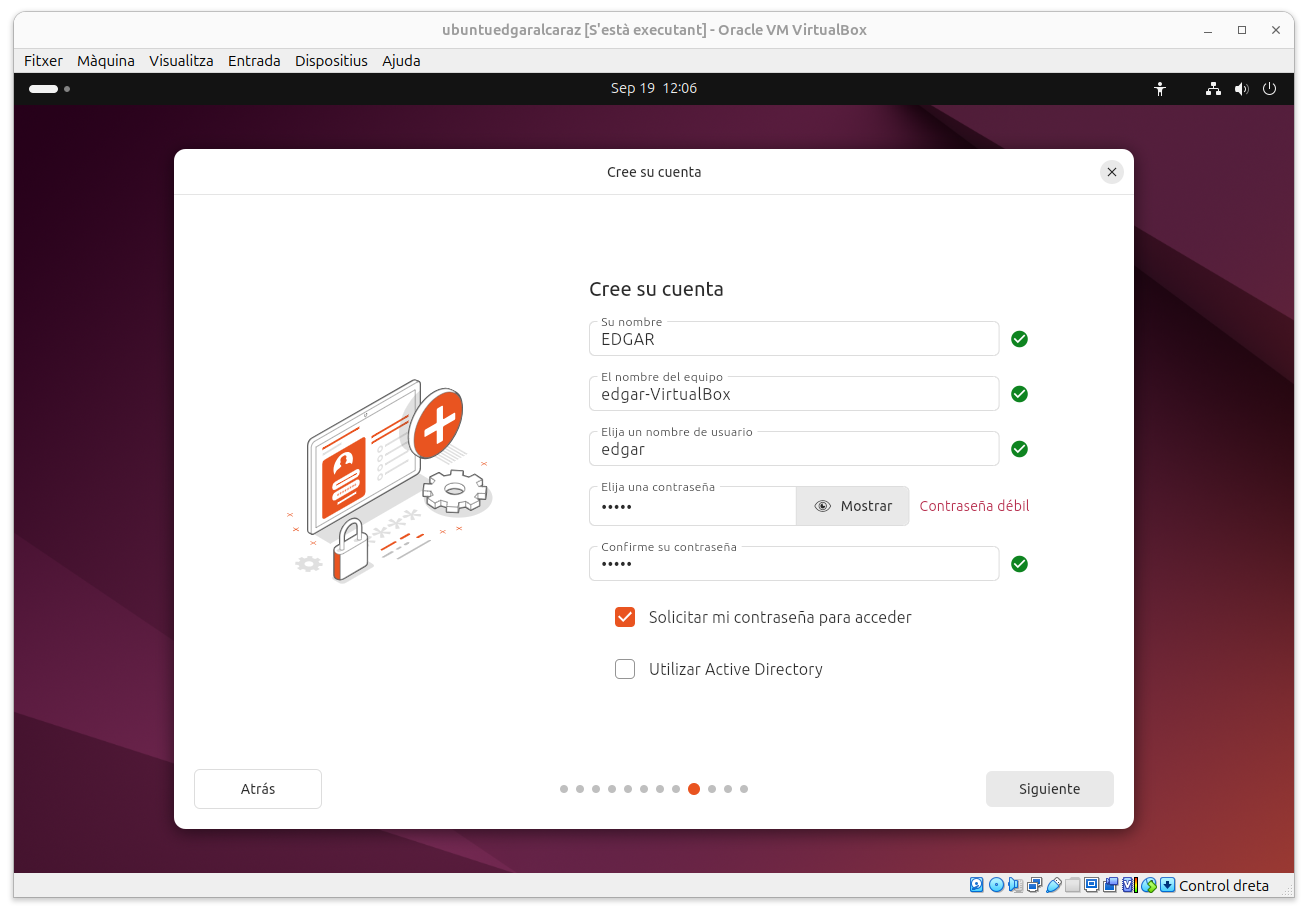 ubuntuedgaralcaraz [S'està executant] - Oracle VM VirtualBox
Fitxer Màquina Visualitza Entrada Dispositius Ajuda
Sep 19 12:06
Cree su cuenta
Cree su cuenta
Su nombre
EDGAR
El nombre del equipo
edgar-VirtualBox
Elija un nombre de usuario
edgar
Elija una contraseña
•••••
Mostrar
Contraseña débil
Confirme su contraseña
•••••
Solicitar mi contraseña para acceder
Utilizar Active Directory
Atrás
Siguiente
Control dreta